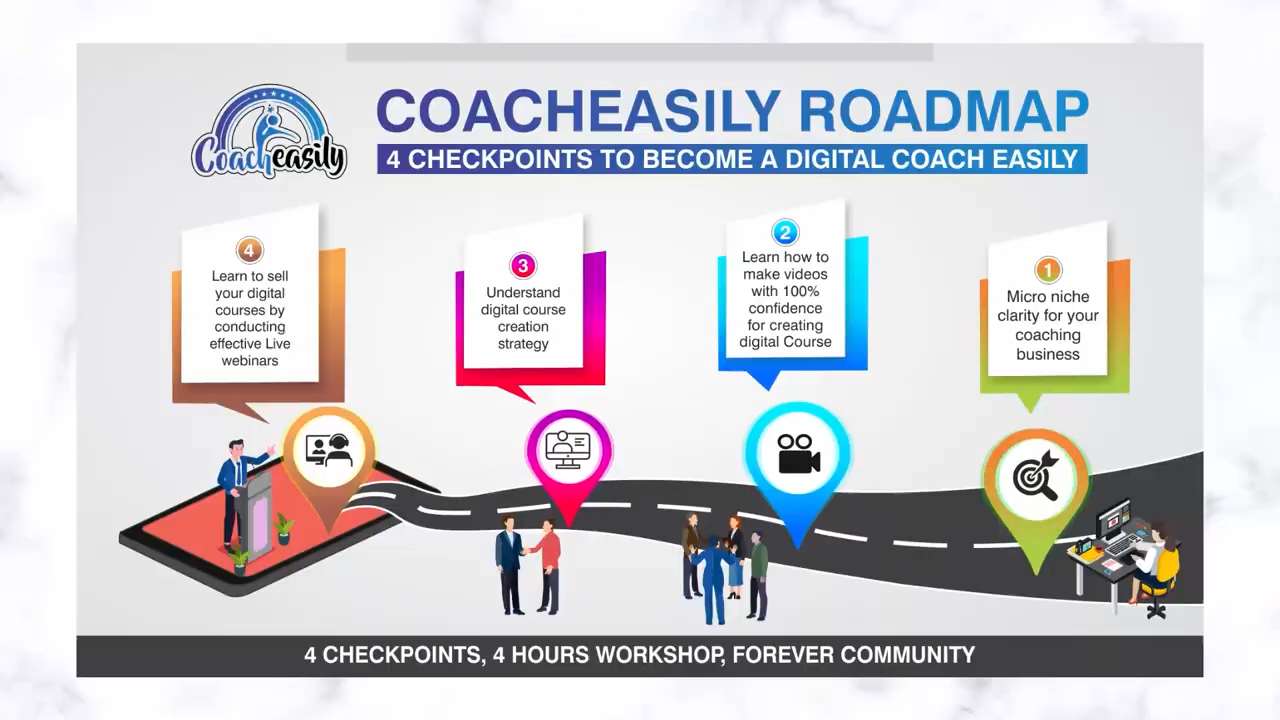 Coacheasily
COACHEASILY ROADMAP
4 CHECKPOINTS TO BECOME A DIGITAL COACH EASILY
4
Learn to sell
your digital
courses by
conducting
effective Live
webinars
3
Understand
digital course
creation
strategy
2
Learn how to
make videos
with 100%
confidence
for creating
digital Course
1
Micro niche
clarity for your
coaching
business
4 CHECKPOINTS, 4 HOURS WORKSHOP, FOREVER COMMUNITY